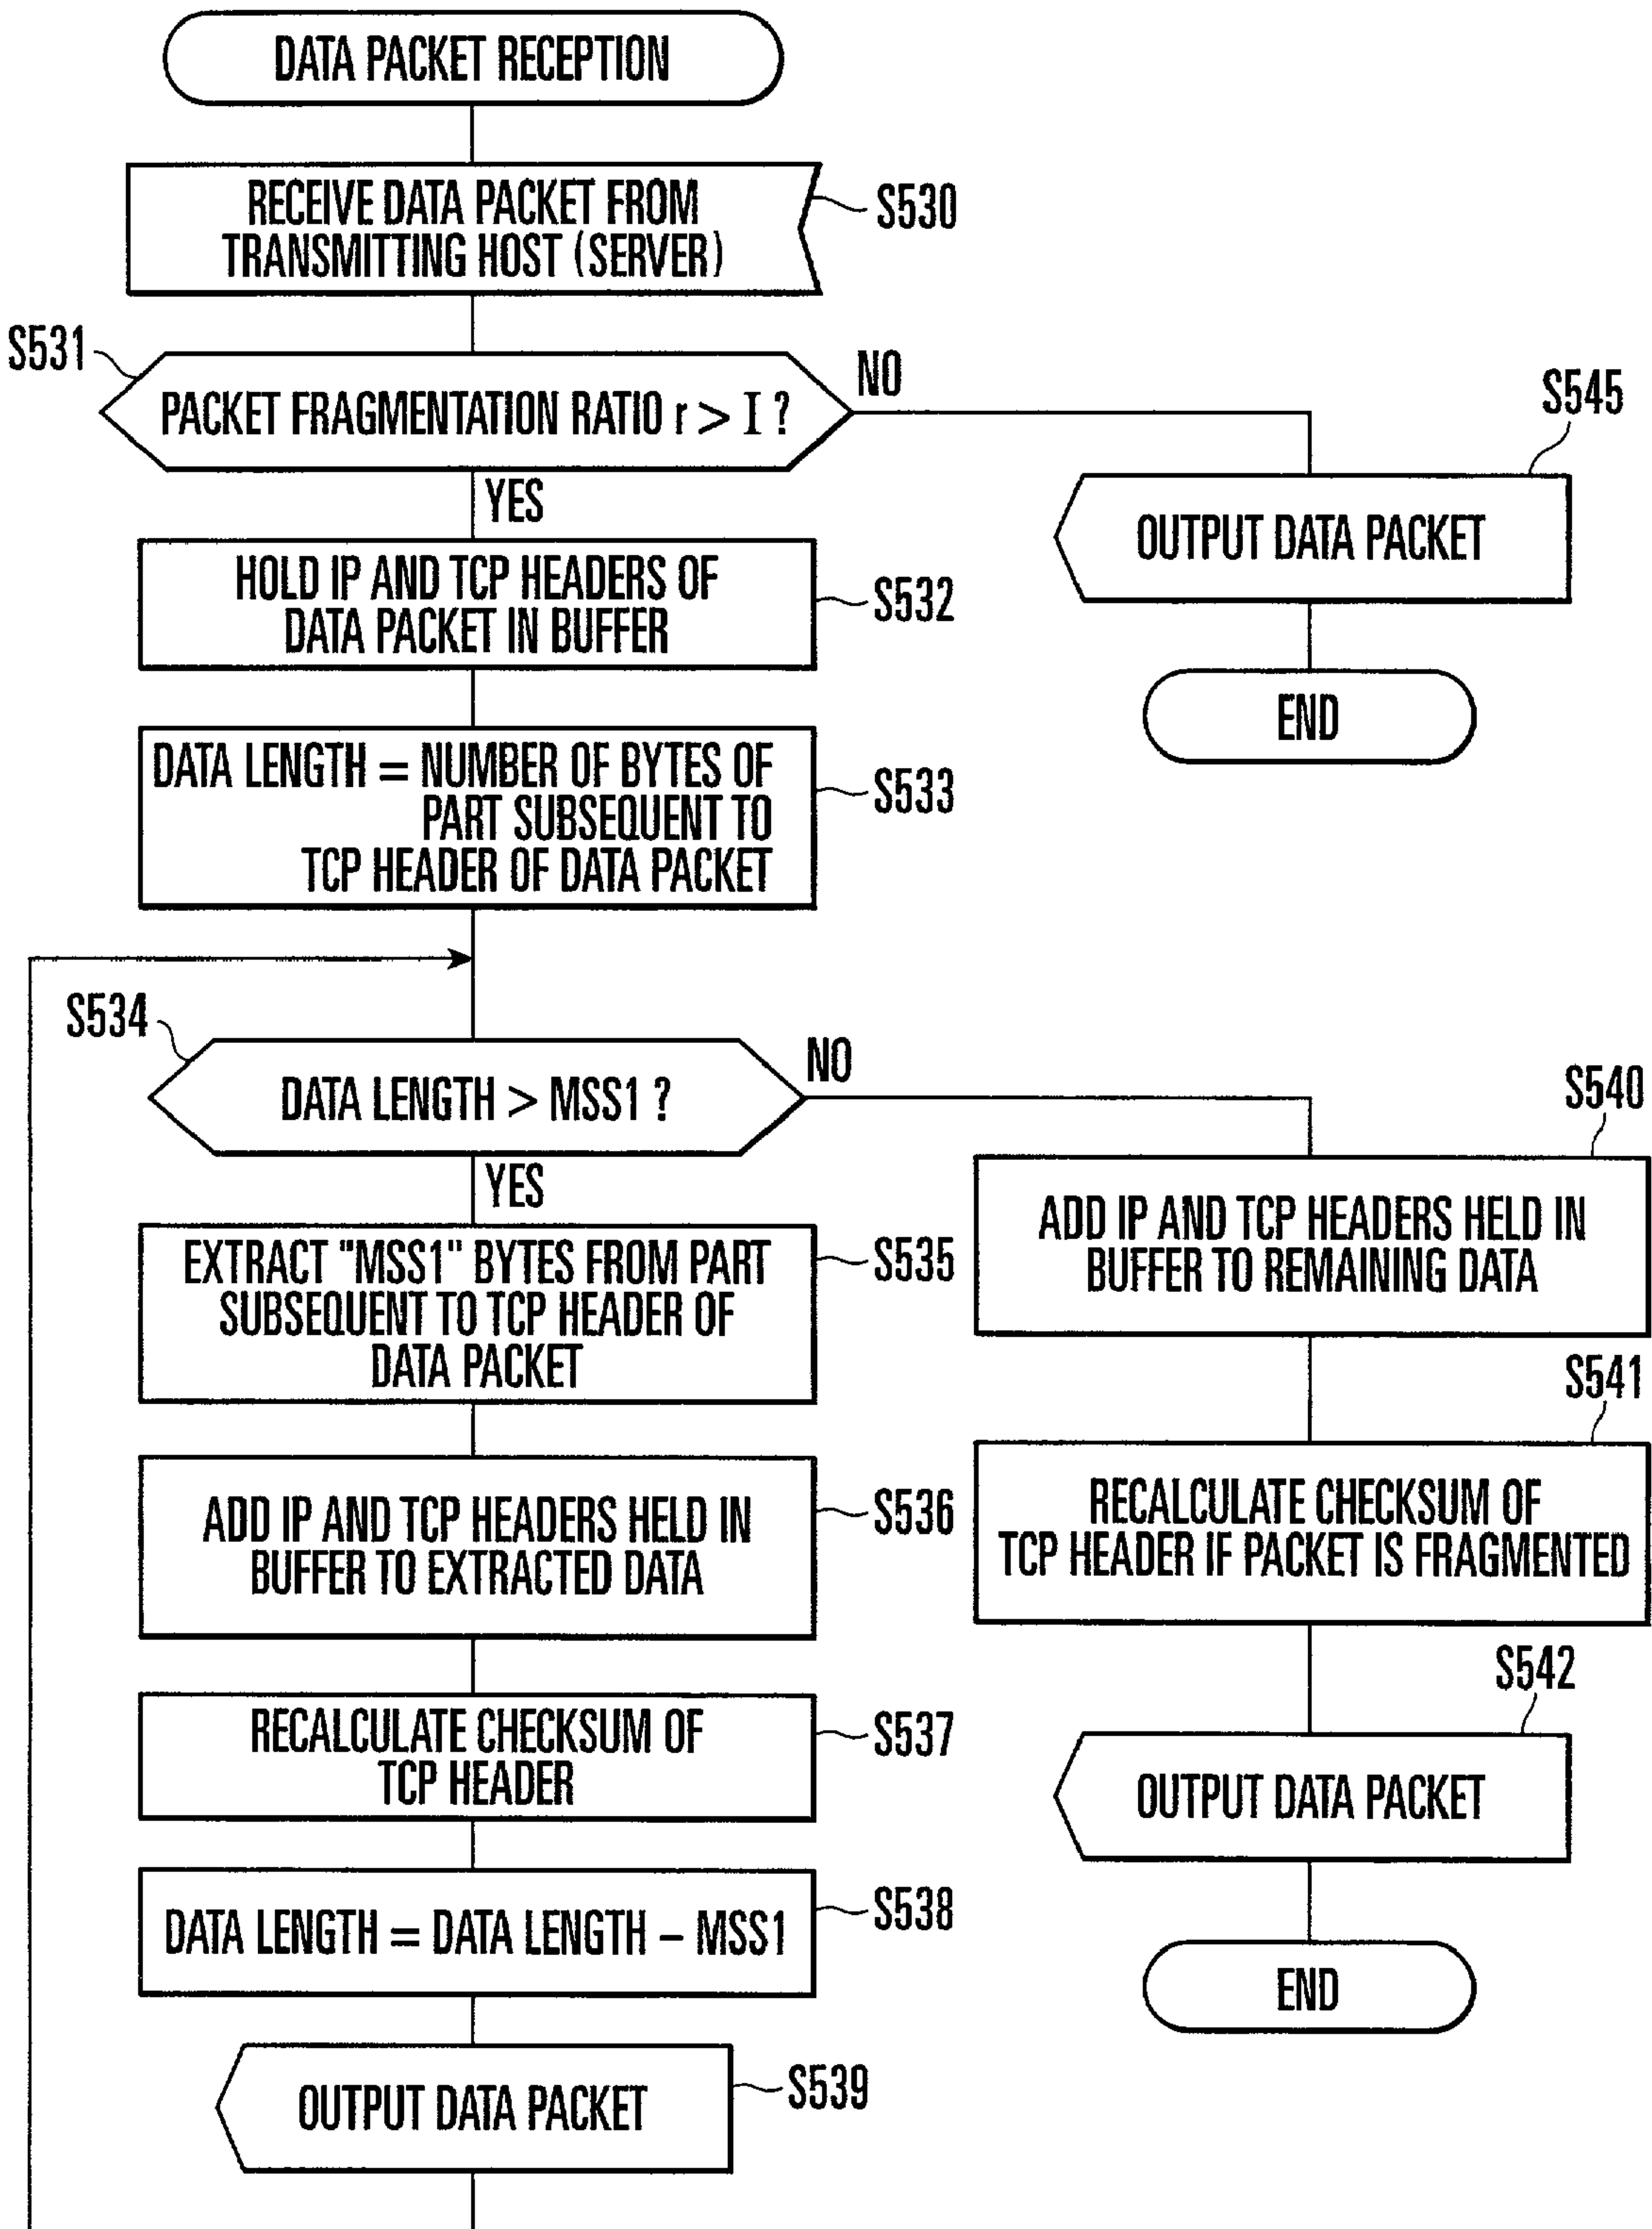 DATA PACKET RECEPTION
RECEIVE DATA PACKET FROM
TRANSMITTING HOST (SERVER)
S530
S531
PACKET FRAGMENTATION RATIO r > I ?
NO
YES
S545
OUTPUT DATA PACKET
END
HOLD IP AND TCP HEADERS OF
DATA PACKET IN BUFFER
S532
DATA LENGTH = NUMBER OF BYTES OF
PART SUBSEQUENT TO
TCP HEADER OF DATA PACKET
S533
S534
DATA LENGTH > MSS1 ?
NO
YES
EXTRACT "MSS1" BYTES FROM PART
SUBSEQUENT TO TCP HEADER OF
DATA PACKET
S535
ADD IP AND TCP HEADERS HELD IN
BUFFER TO EXTRACTED DATA
S536
RECALCULATE CHECKSUM OF
TCP HEADER
S537
DATA LENGTH = DATA LENGTH – MSS1
S538
OUTPUT DATA PACKET
S539
S540
ADD IP AND TCP HEADERS HELD IN
BUFFER TO REMAINING DATA
S541
RECALCULATE CHECKSUM OF
TCP HEADER IF PACKET IS FRAGMENTED
S542
OUTPUT DATA PACKET
END